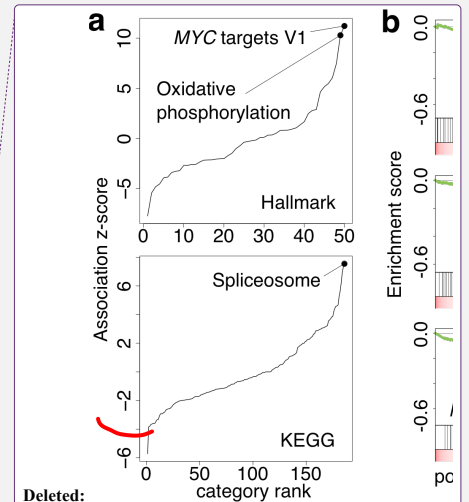 a
b
MYC targets V1
Oxidative
phosphorylation
Hallmark
10
5
0
−5
0 10 20 30 40 50
Association z-score
Spliceosome
KEGG
6
2
−2
−6
0 50 100 150
category rank
Enrichment score
0.0
-0.6
0.0
-0.6
0.0
-0.6
Deleted: